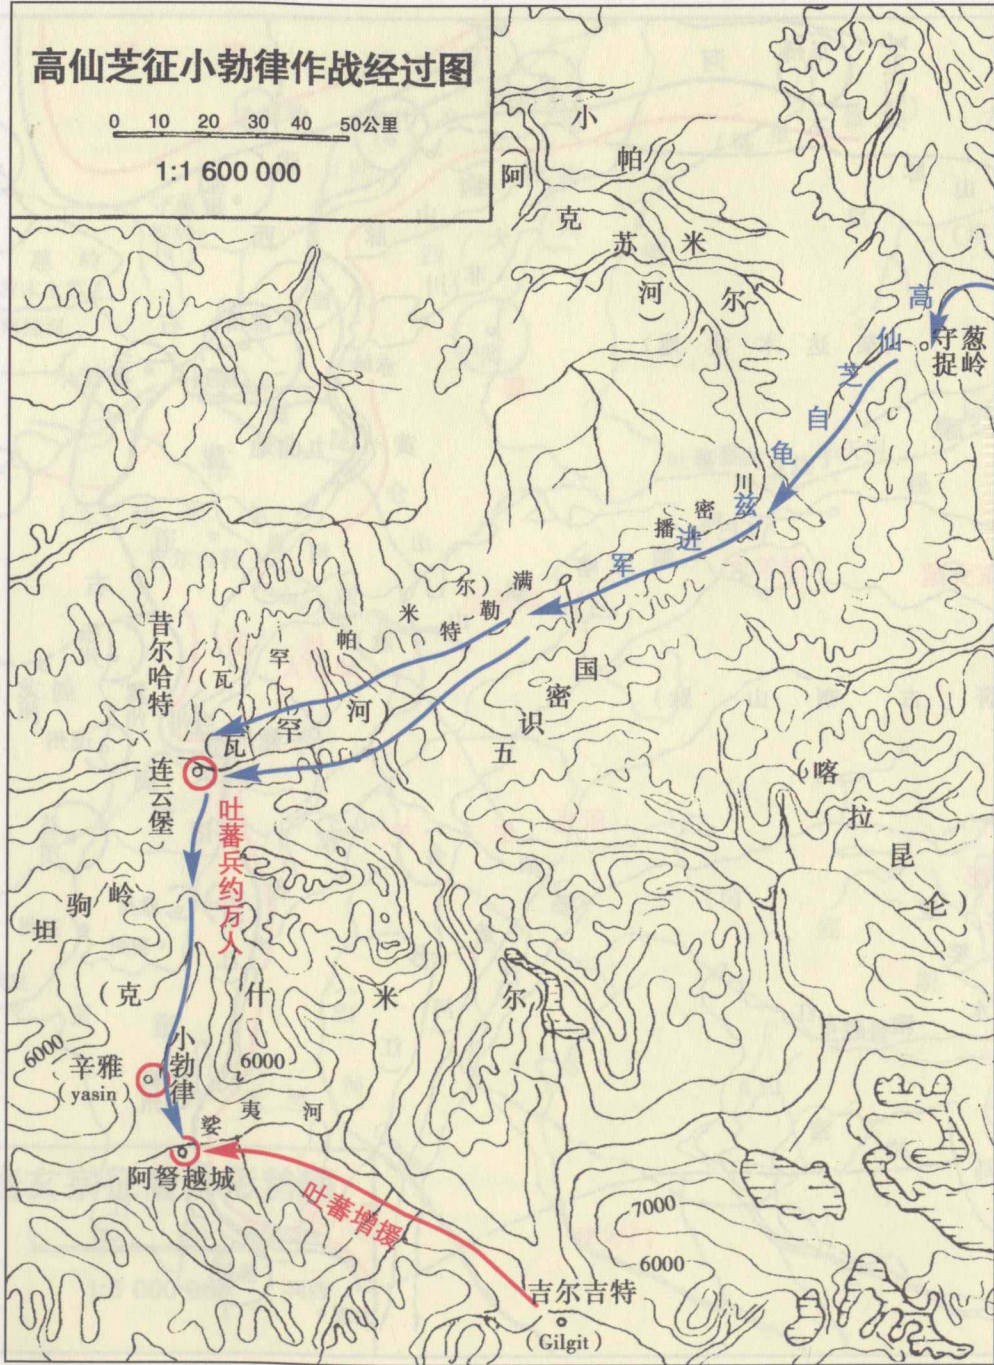 高仙芝征小勃律作战经过图
0 10 20 30 40 50公里
1:1 600 000
小帕米尔)
阿克苏河)
高仙芝自龟兹进军
葱岭
守捉
播密川
满勒
帕米尔)
特
昔尔哈特
(瓦罕
(瓦罕河)
五识密国
连云堡
吐蕃兵约万人
(喀拉昆仑)
坦驹岭
(克什米尔)
6000
6000
小勃律
辛雅
(yasin)
娑夷河
阿弩越城
吐蕃增援
7000
6000
吉尔吉特
(Gilgit)